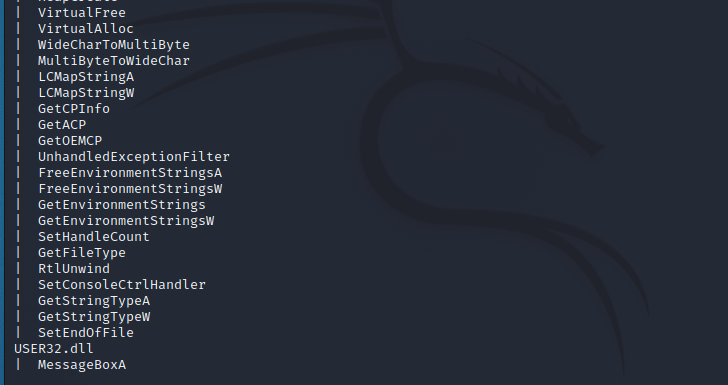 | VirtualFree
| VirtualAlloc
| WideCharToMultiByte
| MultiByteToWideChar
| LCMapStringA
| LCMapStringW
| GetCPInfo
| GetACP
| GetOEMCP
| UnhandledExceptionFilter
| FreeEnvironmentStringsA
| FreeEnvironmentStringsW
| GetEnvironmentStrings
| GetEnvironmentStringsW
| SetHandleCount
| GetFileType
| RtlUnwind
| SetConsoleCtrlHandler
| GetStringTypeA
| GetStringTypeW
| SetEndOfFile
USER32.dll
| MessageBoxA